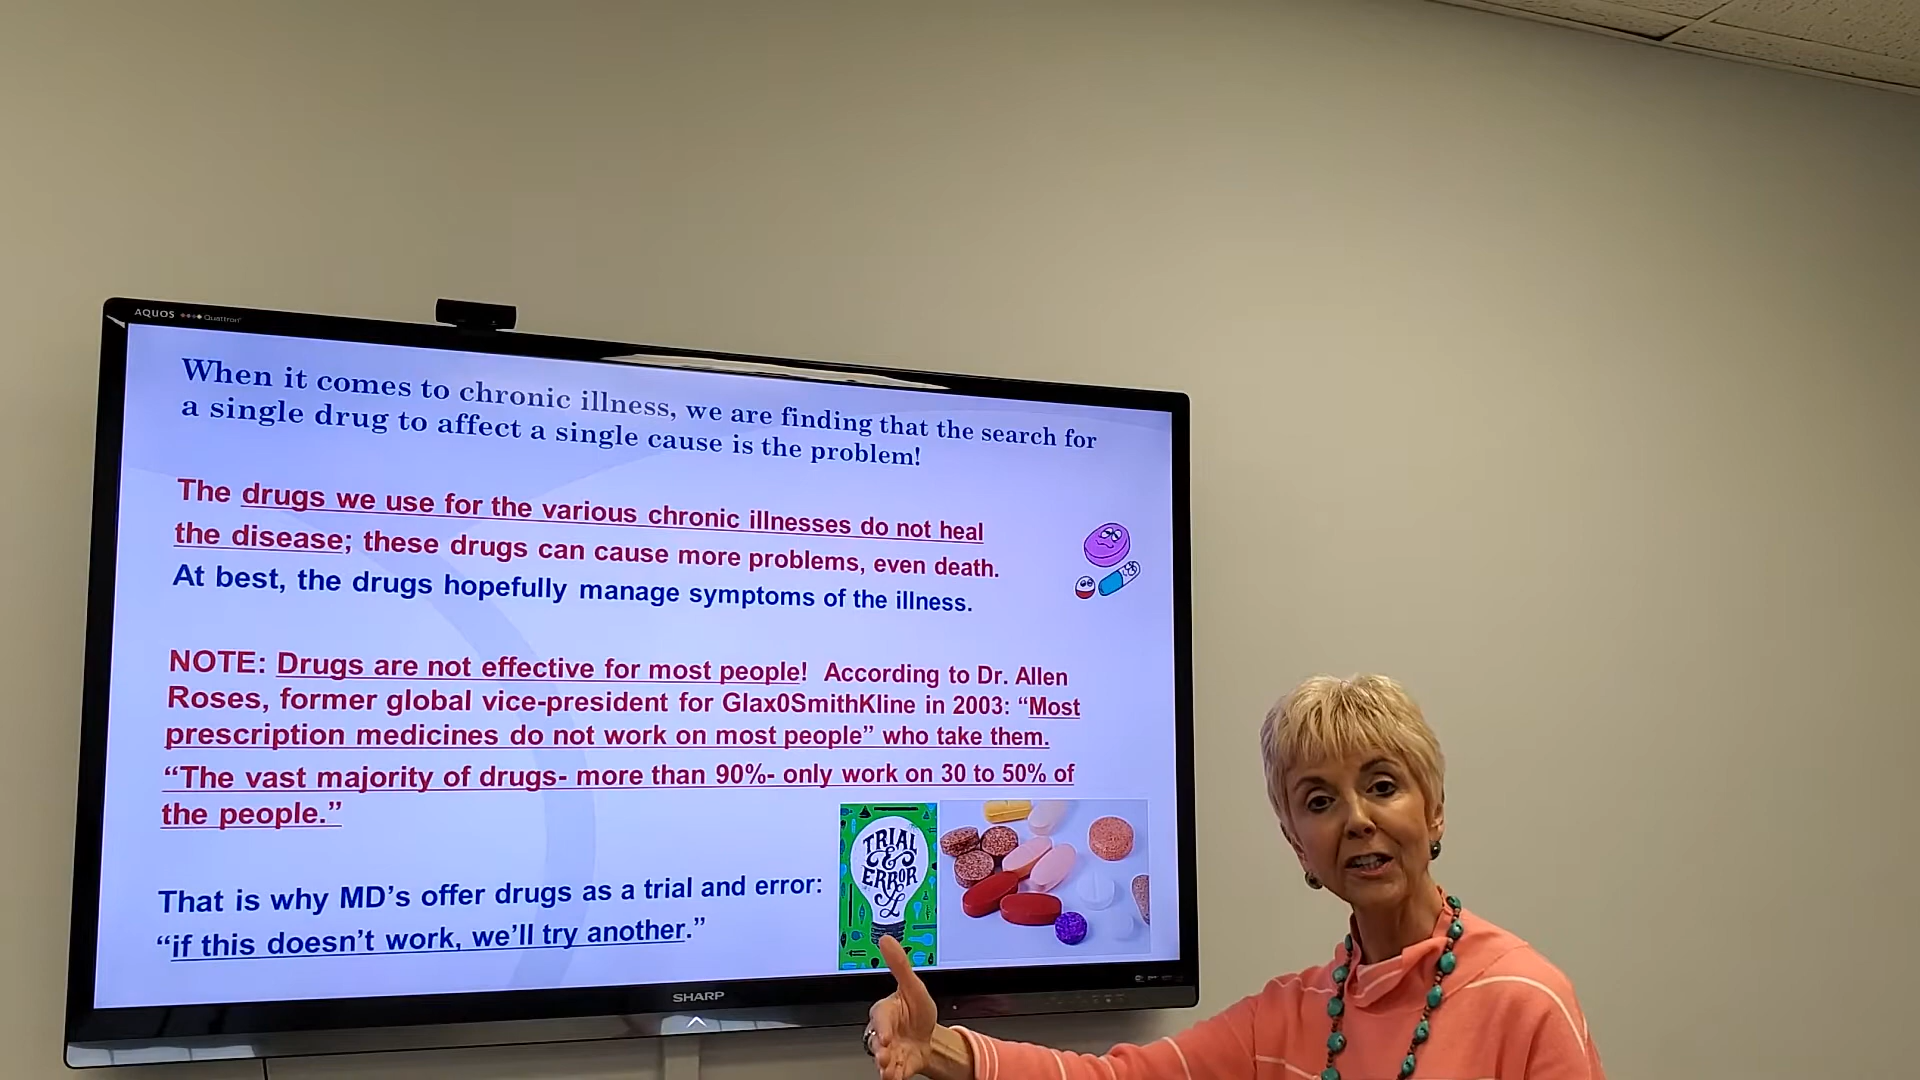 AQUOS Quattron
When it comes to chronic illness, we are finding that the search for
a single drug to affect a single cause is the problem!
The drugs we use for the various chronic illnesses do not heal
the disease; these drugs can cause more problems, even death.
At best, the drugs hopefully manage symptoms of the illness.
NOTE: Drugs are not effective for most people! According to Dr. Allen
Roses, former global vice-president for Glax0SmithKline in 2003: “Most
prescription medicines do not work on most people” who take them.
“The vast majority of drugs- more than 90%- only work on 30 to 50% of
the people.”
TRIAL
&
ERROR
That is why MD’s offer drugs as a trial and error:
“if this doesn’t work, we’ll try another.”
SHARP